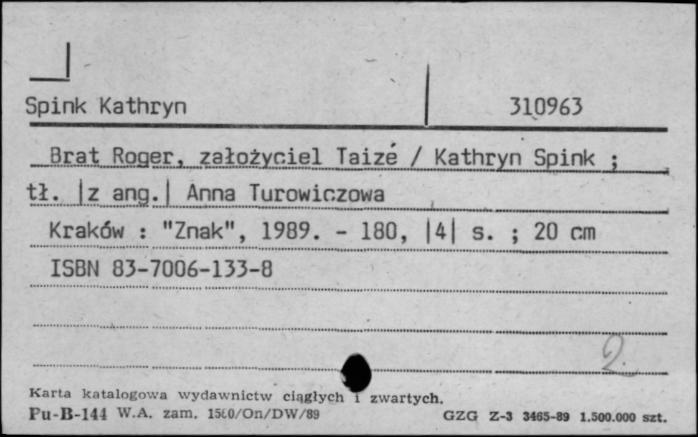 Spink Kathryn 310963
Brat Roger, założyciel Taizé / Kathryn Spink ;
tł. |z ang.| Anna Turowiczowa
Kraków : "Znak", 1989. - 180, |4| s. ; 20 cm
ISBN 83-7006-133-8
2.
Karta katalogowa wydawnictw ciągłych i zwartych.
Pu-B-144 W.A. zam. 1560/On/DW/89 GZG Z-3 3465-89 1.500.000 szt.